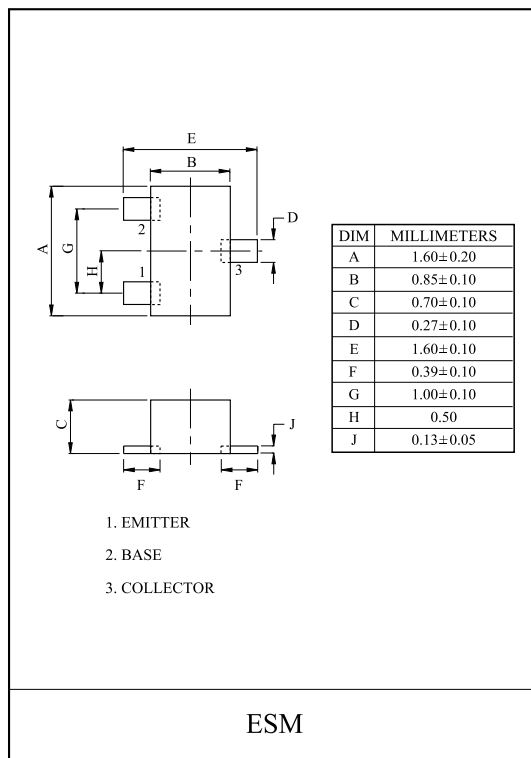 E
B
D
A
G
H
2
1
3
DIM MILLIMETERS
A 1.60±0.20
B 0.85±0.10
C 0.70±0.10
D 0.27±0.10
E 1.60±0.10
F 0.39±0.10
G 1.00±0.10
H 0.50
J 0.13±0.05
C
J
F F
1. EMITTER
2. BASE
3. COLLECTOR
ESM